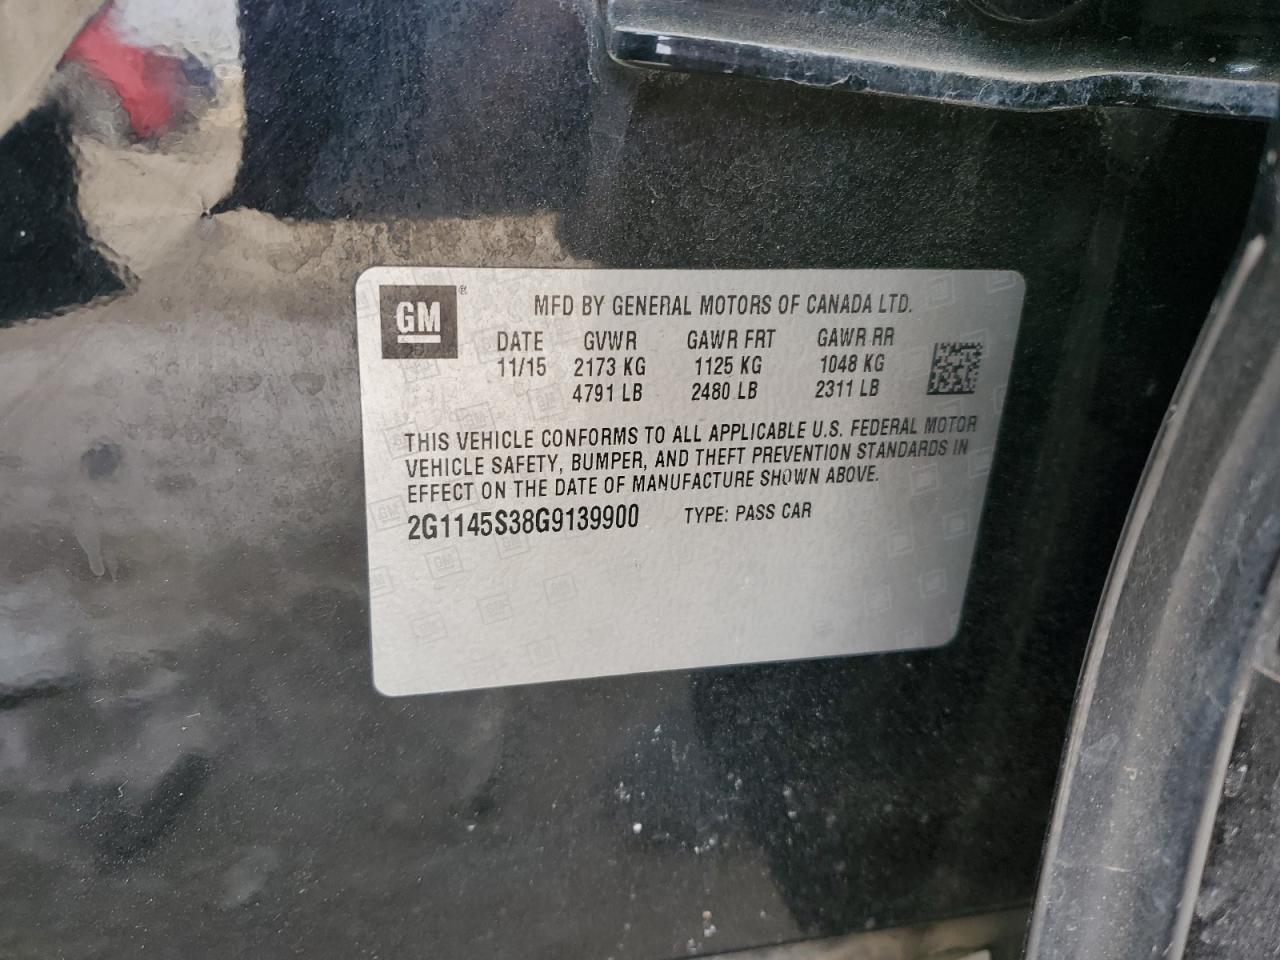 GM®
MFD BY GENERAL MOTORS OF CANADA LTD.
DATE GVWR GAWR FRT GAWR RR
11/15 2173 KG 1125 KG 1048 KG
4791 LB 2480 LB 2311 LB
THIS VEHICLE CONFORMS TO ALL APPLICABLE U.S. FEDERAL MOTOR
VEHICLE SAFETY, BUMPER, AND THEFT PREVENTION STANDARDS IN
EFFECT ON THE DATE OF MANUFACTURE SHOWN ABOVE.
2G1145S38G9139900 TYPE: PASS CAR